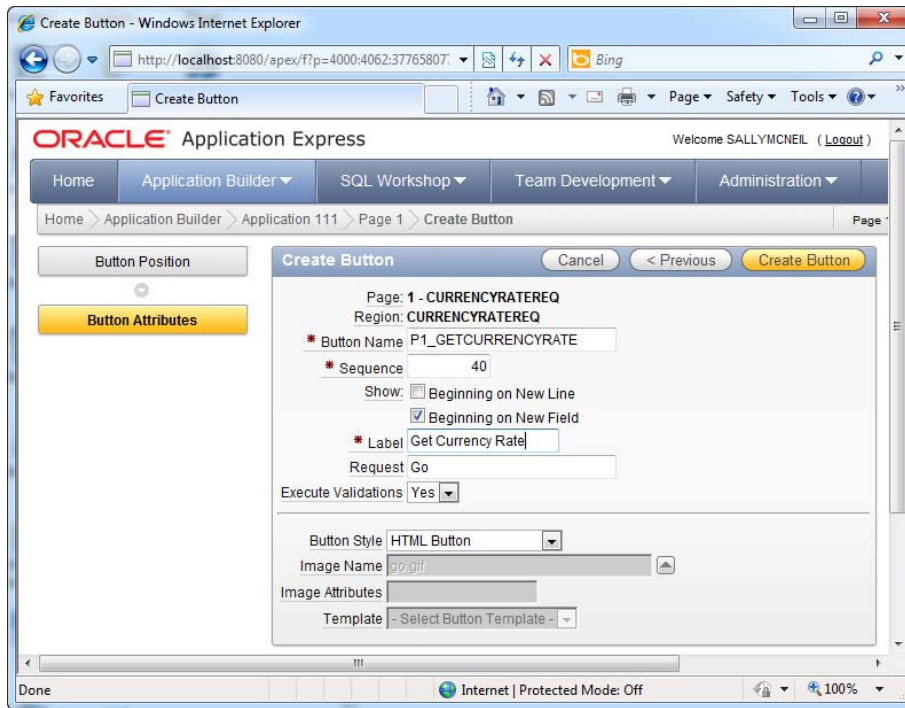 Create Button - Windows Internet Explorer
http://localhost:8080/apex/f?p=4000:4062:37765807 Bing
Favorites Create Button Page Safety Tools
ORACLE Application Express Welcome SALLYMCNEIL ( Logout )
Home Application Builder SQL Workshop Team Development Administration
Home Application Builder Application 111 Page 1 Create Button Page
Button Position
Button Attributes
Create Button Cancel < Previous Create Button
Page: 1 - CURRENCYRATEREQ
Region: CURRENCYRATEREQ
* Button Name P1_GETCURRENCYRATE
* Sequence 40
Show: Beginning on New Line
Beginning on New Field
* Label Get Currency Rate
Request Go
Execute Validations Yes
Button Style HTML Button
Image Name go.gif
Image Attributes
Template - Select Button Template -
Done Internet | Protected Mode: Off 100%